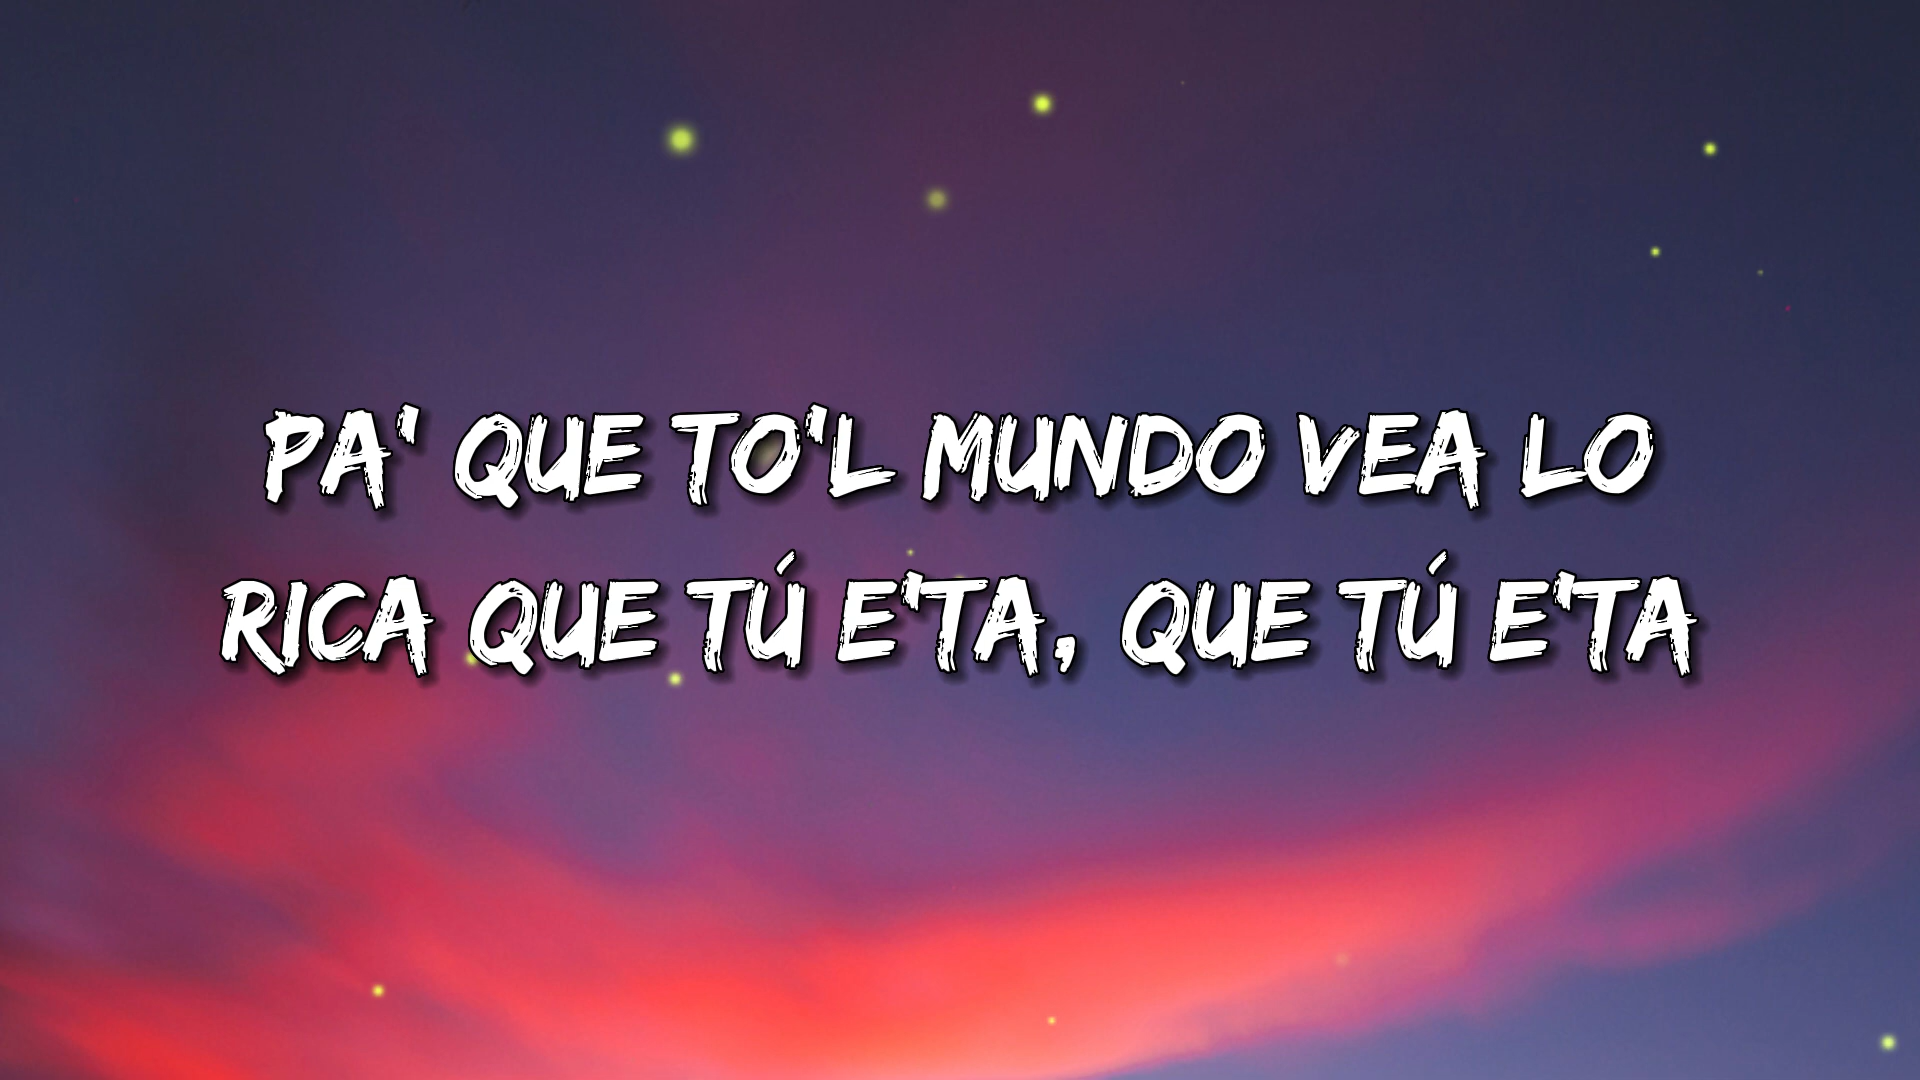 PA' QUE TO'L MUNDO VEA LO
RICA QUE TÚ E'TA, QUE TÚ E'TA